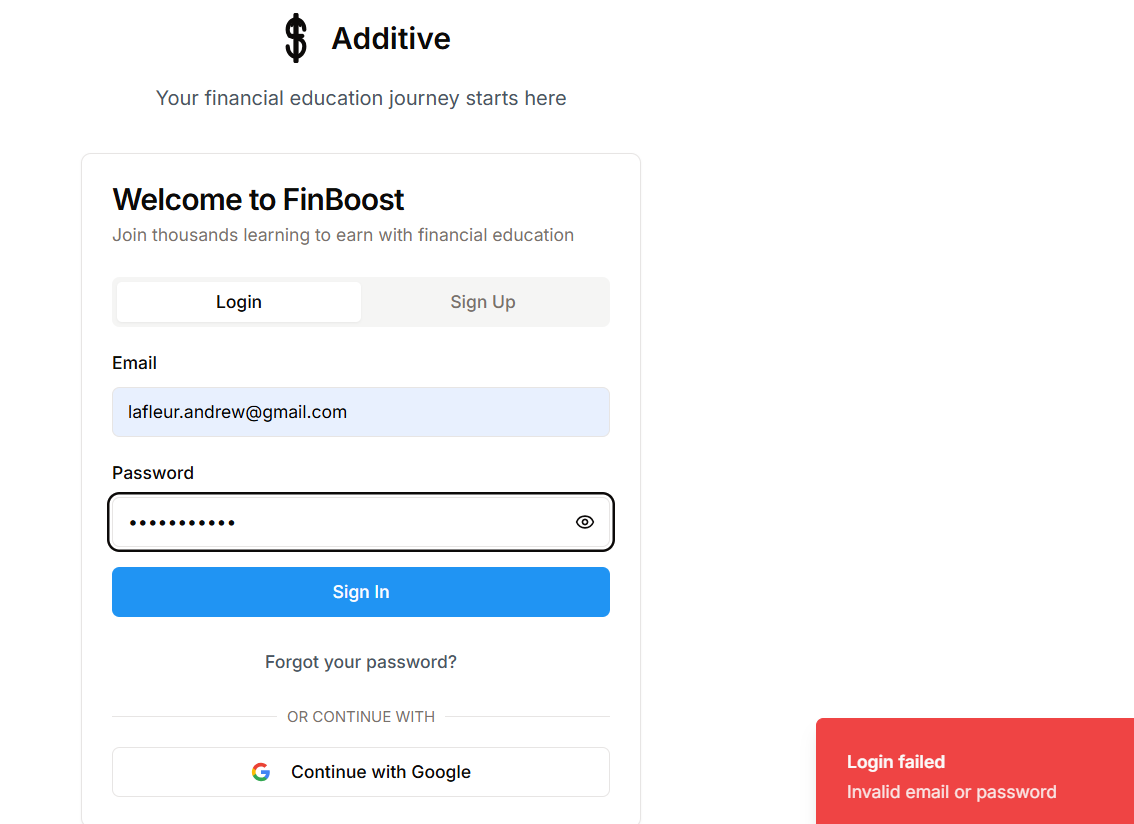 Additive
Your financial education journey starts here
Welcome to FinBoost
Join thousands learning to earn with financial education
Login
Sign Up
Email
lafleur.andrew@gmail.com
Password
•••••••••••
Sign In
Forgot your password?
OR CONTINUE WITH
Continue with Google
Login failed
Invalid email or password